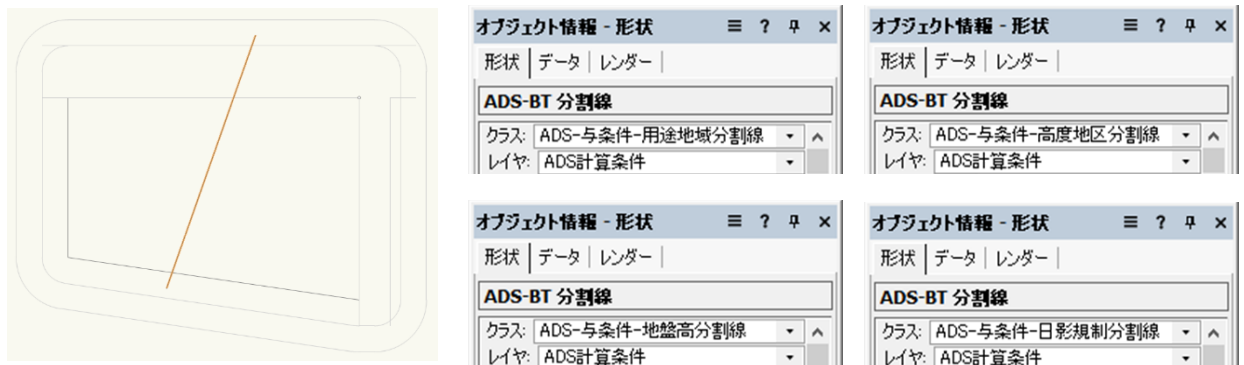 オブジェクト情報 - 形状 ≡ ? ×
形状 データ レンダー
ADS-BT 分割線
クラス: ADS-与条件-用途地域分割線
レイヤ: ADS計算条件
オブジェクト情報 - 形状 ≡ ? ×
形状 データ レンダー
ADS-BT 分割線
クラス: ADS-与条件-高度地区分割線
レイヤ: ADS計算条件
オブジェクト情報 - 形状 ≡ ? ×
形状 データ レンダー
ADS-BT 分割線
クラス: ADS-与条件-地盤高分割線
レイヤ: ADS計算条件
オブジェクト情報 - 形状 ≡ ? ×
形状 データ レンダー
ADS-BT 分割線
クラス: ADS-与条件-日影規制分割線
レイヤ: ADS計算条件